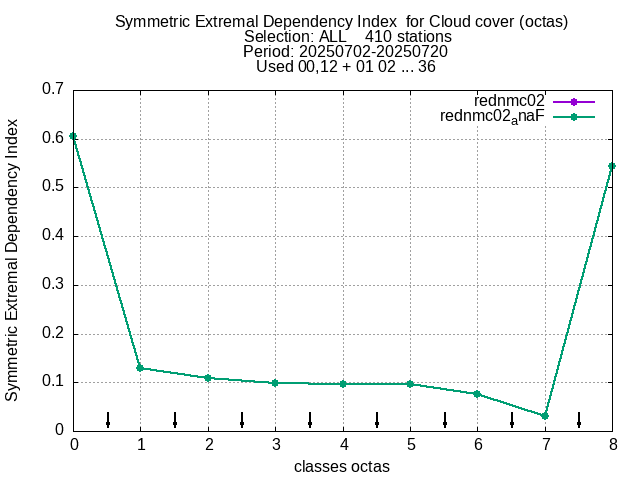 Symmetric Extremal Dependency Index  for Cloud cover (octas)
Selection: ALL    410 stations
Period: 20250702-20250720
Used 00,12 + 01 02 ... 36
rednmc02
rednmc02anaF
Symmetric Extremal Dependency Index
0.7
0.6
0.5
0.4
0.3
0.2
0.1
0
0 1 2 3 4 5 6 7 8
classes octas